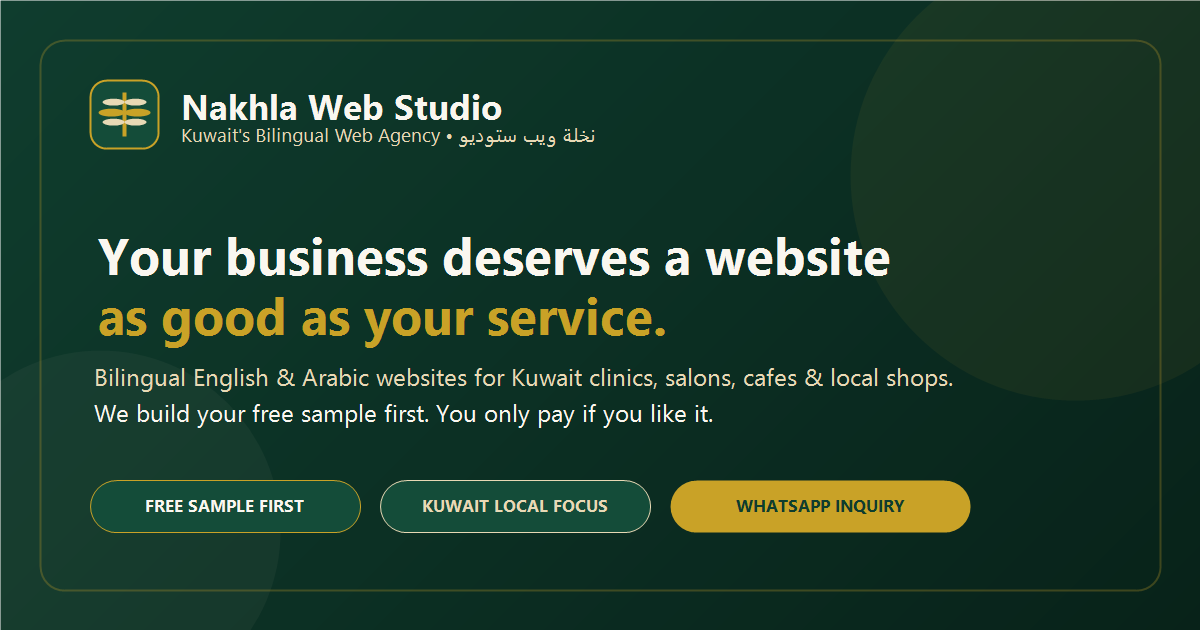 Nakhla Web Studio
Kuwait's Bilingual Web Agency • نخلة ويب ستوديو
Your business deserves a website
as good as your service.
Bilingual English & Arabic websites for Kuwait clinics, salons, cafes & local shops.
We build your free sample first. You only pay if you like it.
FREE SAMPLE FIRST
KUWAIT LOCAL FOCUS
WHATSAPP INQUIRY